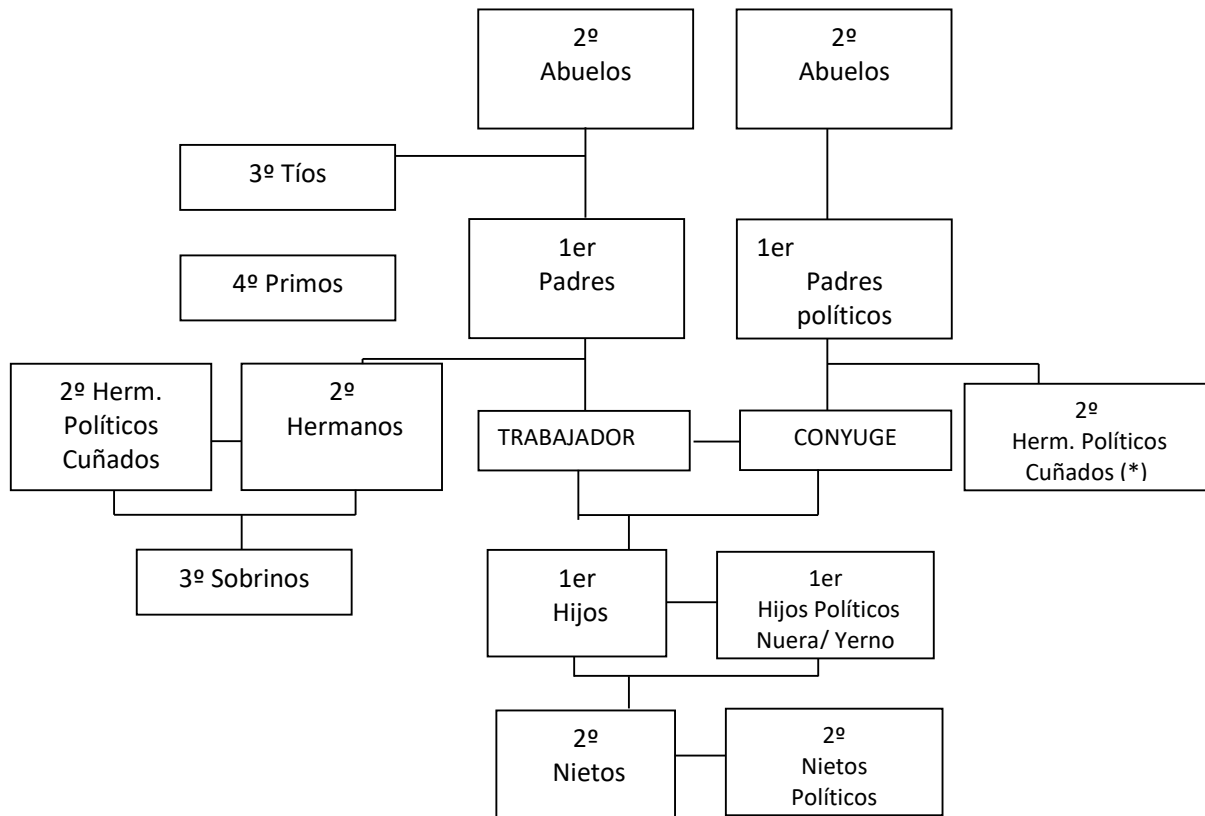 2º
Abuelos
2º
Abuelos
3º Tíos
1er
Padres
1er
Padres
políticos
4º Primos
2º Herm.
Políticos
Cuñados
2º
Hermanos
TRABAJADOR
CONYUGE
2º
Herm. Políticos
Cuñados (*)
3º Sobrinos
1er
Hijos
1er
Hijos Políticos
Nuera/ Yerno
2º
Nietos
2º
Nietos
Políticos